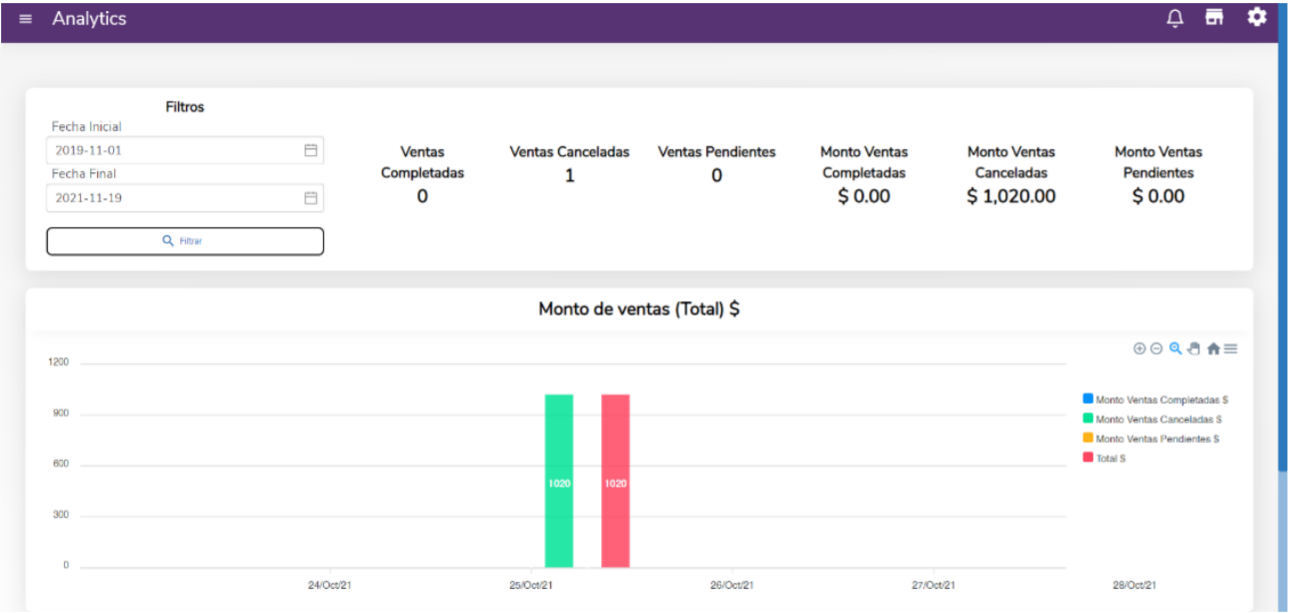 Analytics
Filtros
Fecha Inicial
2019-11-01
Fecha Final
2021-11-19
Filtrar
Ventas
Completadas
0
Ventas Canceladas
1
Ventas Pendientes
0
Monto Ventas
Completadas
$ 0.00
Monto Ventas
Canceladas
$ 1,020.00
Monto Ventas
Pendientes
$ 0.00
Monto de ventas (Total) $
1200
900
600
300
0
1020
1020
24/Oct/21
25/Oct/21
26/Oct/21
27/Oct/21
28/Oct/21
Monto Ventas Completadas $
Monto Ventas Canceladas $
Monto Ventas Pendientes $
Total $